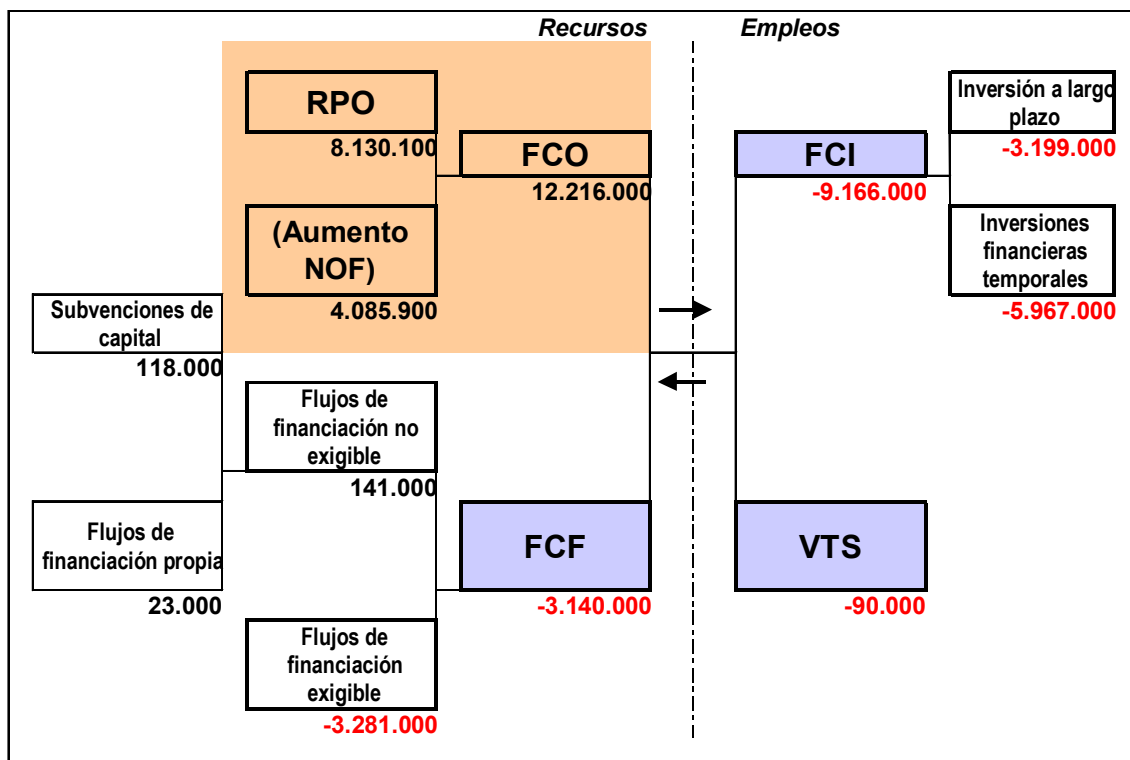 Recursos
Empleos
RPO
8.130.100
FCO
12.216.000
(Aumento
NOF)
4.085.900
Subvenciones de
capital
118.000
Flujos de
financiación no
exigible
141.000
Flujos de
financiación propia
23.000
FCF
-3.140.000
Flujos de
financiación
exigible
-3.281.000
FCI
-9.166.000
Inversión a largo
plazo
-3.199.000
Inversiones
financieras
temporales
-5.967.000
VTS
-90.000